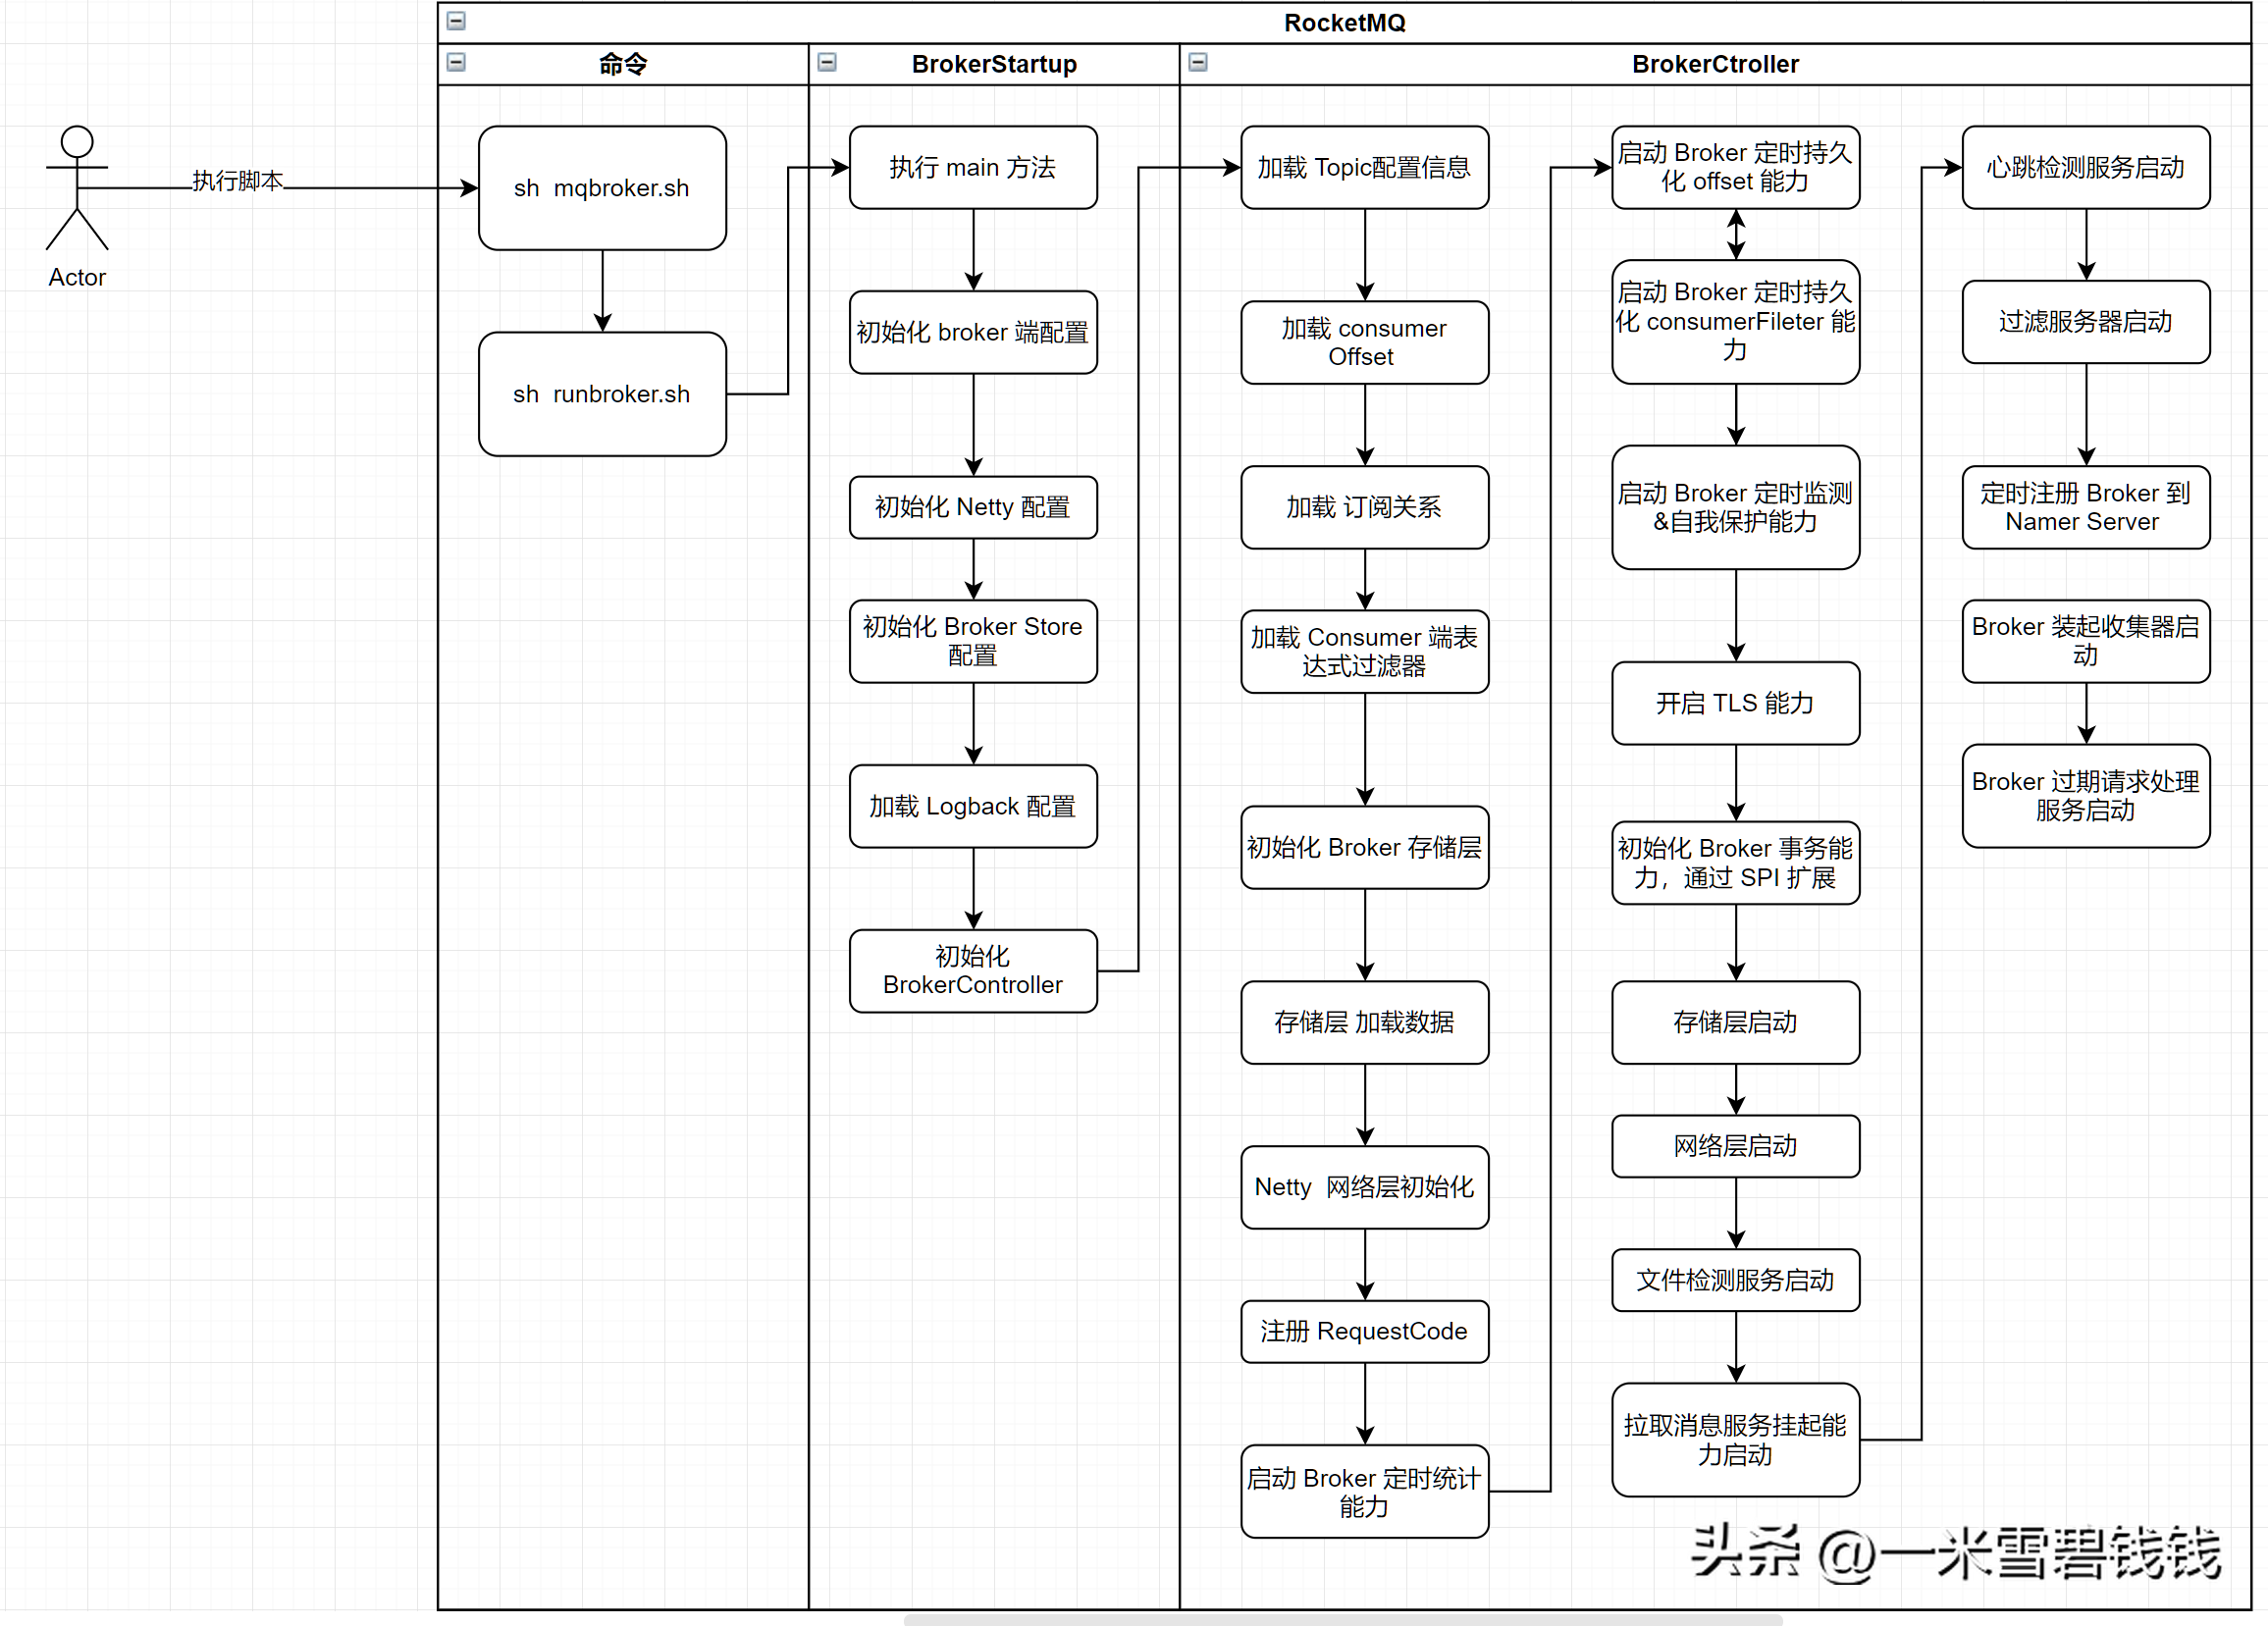 RocketMQ
命令
BrokerStartup
BrokerCtroller
Actor
执行脚本
sh mqbroker.sh
sh runbroker.sh
执行 main 方法
初始化 broker 端配置
初始化 Netty 配置
初始化 Broker Store
配置
加载 Logback 配置
初始化
BrokerController
加载 Topic配置信息
加载 consumer
Offset
加载 订阅关系
加载 Consumer 端表
达式过滤器
初始化 Broker 存储层
存储层 加载数据
Netty 网络层初始化
注册 RequestCode
启动 Broker 定时统计
能力
启动 Broker 定时持久
化 offset 能力
启动 Broker 定时持久
化 consumerFileter 能
力
启动 Broker 定时监测
&自我保护能力
开启 TLS 能力
初始化 Broker 事务能
力，通过 SPI 扩展
存储层启动
网络层启动
文件检测服务启动
拉取消息服务挂起能
力启动
心跳检测服务启动
过滤服务器启动
定时注册 Broker 到
Namer Server
Broker 装起收集器启
动
Broker 过期请求处理
服务启动
头条 @一米雪碧钱钱